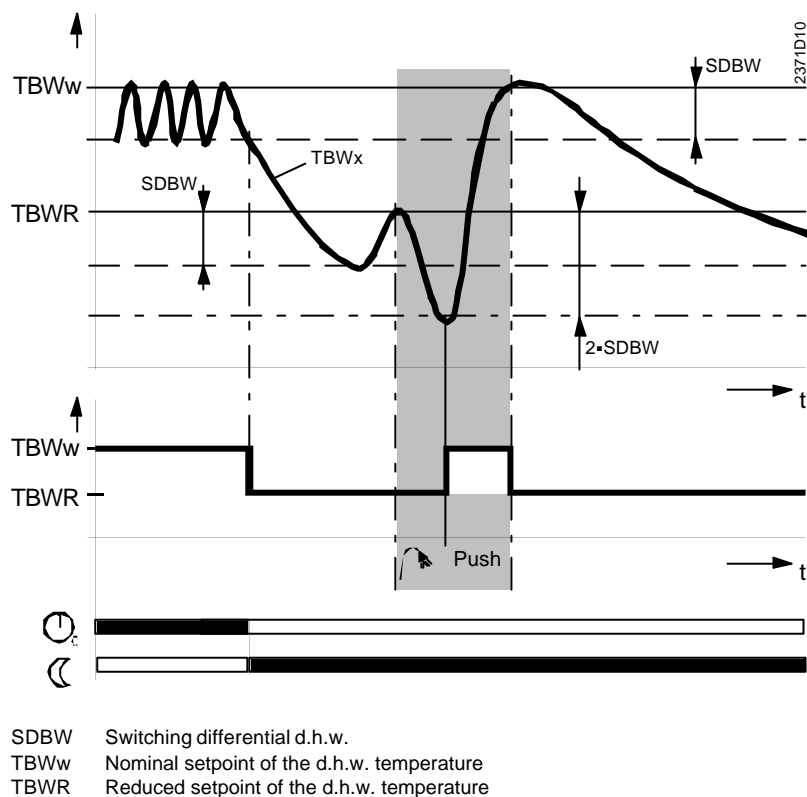 2371D10
TBWw
SDBW
TBWx
SDBW
TBWR
2▪SDBW
t
TBWw
TBWR
Push
t
SDBW Switching differential d.h.w.
TBWw Nominal setpoint of the d.h.w. temperature
TBWR Reduced setpoint of the d.h.w. temperature